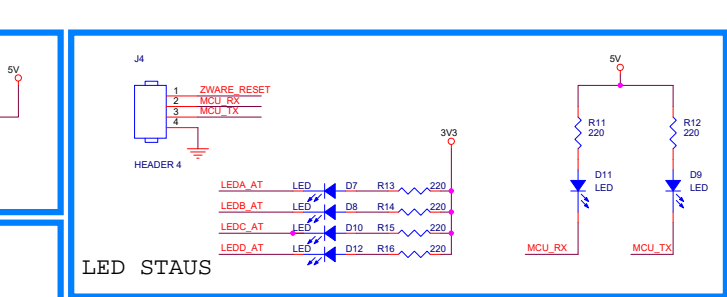 5V
J4
1 ZWARE_RESET
2 MCU_RX
3 MCU_TX
4
HEADER 4
3V3
LEDA_AT LED D7 R13 220
LEDB_AT LED D8 R14 220
LEDC_AT LED D10 R15 220
LEDD_AT LED D12 R16 220
5V
R11
220
R12
220
D11
LED
D9
LED
MCU_RX
MCU_TX
LED STAUS